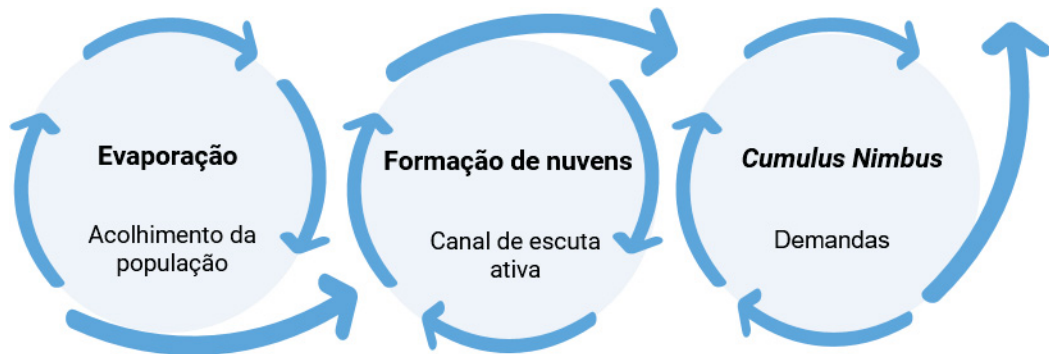 Evaporação
Acolhimento da
população
Formação de nuvens
Canal de escuta
ativa
Cumulus Nimbus
Demandas